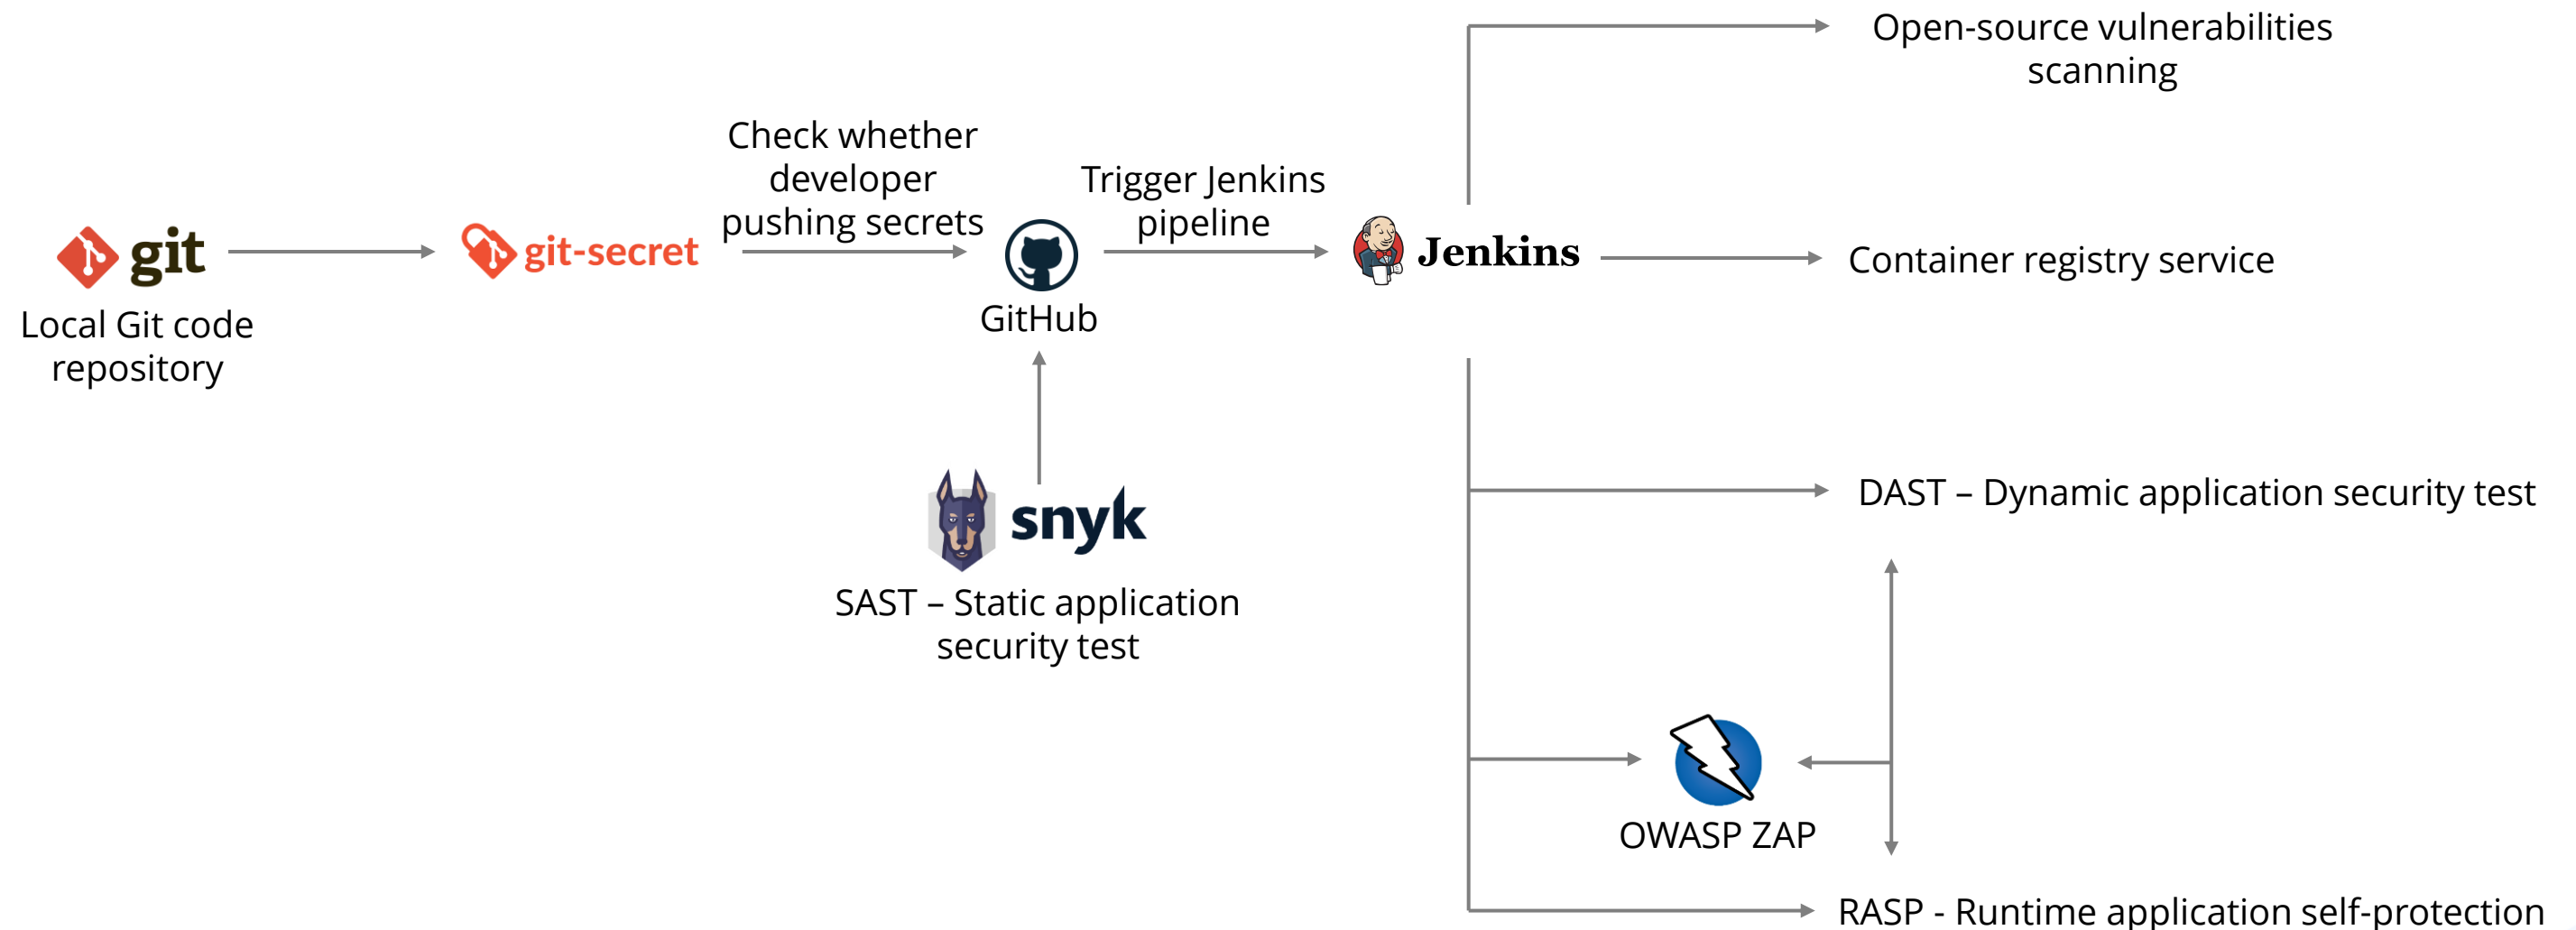 Open-source vulnerabilities
scanning
Check whether
developer
pushing secrets
Trigger Jenkins
pipeline
git
git-secret
Jenkins
Container registry service
Local Git code
repository
GitHub
snyk
DAST – Dynamic application security test
SAST – Static application
security test
OWASP ZAP
RASP - Runtime application self-protection